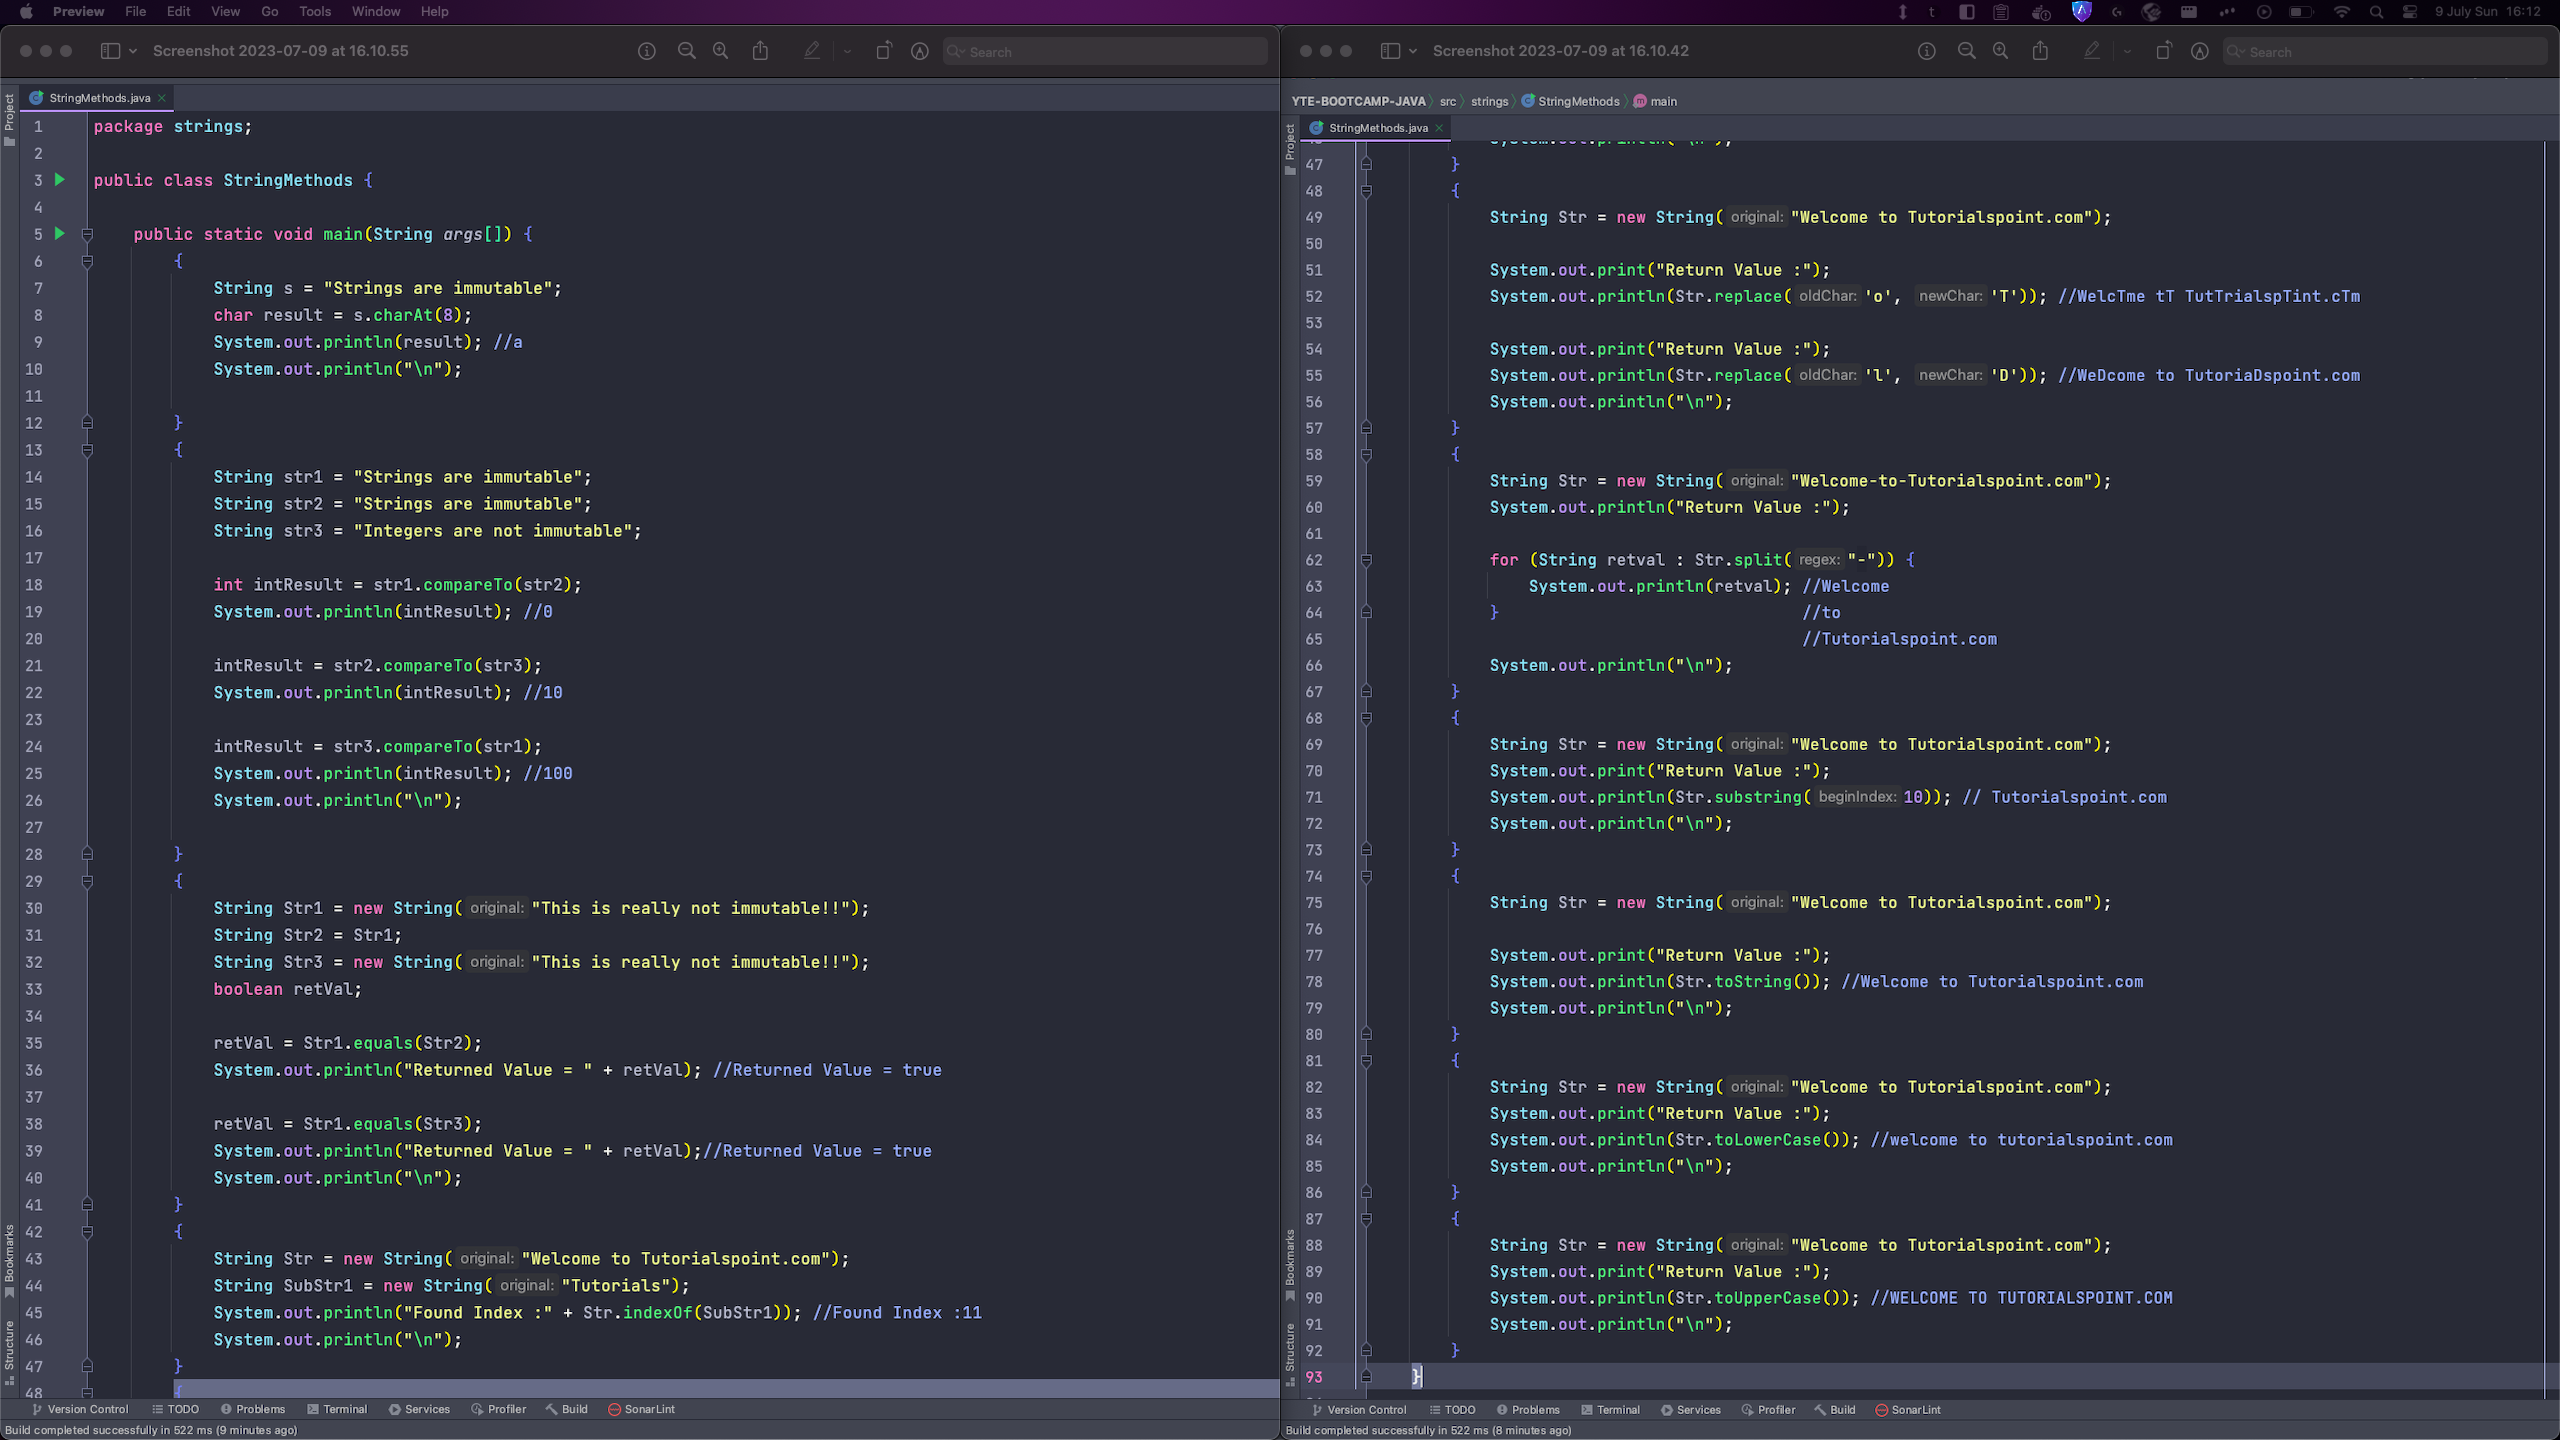 Preview File Edit View Go Tools Window Help
9 July Sun 16:12
Screenshot 2023-07-09 at 16.10.55
Search
StringMethods.java
Project
Bookmarks
Structure
1 package strings;
2
3 public class StringMethods {
4
5 public static void main(String args[]) {
6 {
7 String s = "Strings are immutable";
8 char result = s.charAt(8);
9 System.out.println(result); //a
10 System.out.println("\n");
11
12 }
13 {
14 String str1 = "Strings are immutable";
15 String str2 = "Strings are immutable";
16 String str3 = "Integers are not immutable";
17
18 int intResult = str1.compareTo(str2);
19 System.out.println(intResult); //0
20
21 intResult = str2.compareTo(str3);
22 System.out.println(intResult); //10
23
24 intResult = str3.compareTo(str1);
25 System.out.println(intResult); //100
26 System.out.println("\n");
27
28 }
29 {
30 String Str1 = new String( original: "This is really not immutable!!");
31 String Str2 = Str1;
32 String Str3 = new String( original: "This is really not immutable!!");
33 boolean retVal;
34
35 retVal = Str1.equals(Str2);
36 System.out.println("Returned Value = " + retVal); //Returned Value = true
37
38 retVal = Str1.equals(Str3);
39 System.out.println("Returned Value = " + retVal);//Returned Value = true
40 System.out.println("\n");
41 }
42 {
43 String Str = new String( original: "Welcome to Tutorialspoint.com");
44 String SubStr1 = new String( original: "Tutorials");
45 System.out.println("Found Index :" + Str.indexOf(SubStr1)); //Found Index :11
46 System.out.println("\n");
47 }
48 {
Version Control TODO Problems Terminal Services Profiler Build SonarLint
Build completed successfully in 522 ms (9 minutes ago)
Screenshot 2023-07-09 at 16.10.42
Search
YTE-BOOTCAMP-JAVA src strings StringMethods main
StringMethods.java
Project
Bookmarks
Structure
46 System.out.println("\n");
47 }
48 {
49 String Str = new String( original: "Welcome to Tutorialspoint.com");
50
51 System.out.print("Return Value :");
52 System.out.println(Str.replace( oldChar: 'o', newChar: 'T')); //WelcTme tT TutTrialspTint.cTm
53
54 System.out.print("Return Value :");
55 System.out.println(Str.replace( oldChar: 'l', newChar: 'D')); //WeDcome to TutoriaDspoint.com
56 System.out.println("\n");
57 }
58 {
59 String Str = new String( original: "Welcome-to-Tutorialspoint.com");
60 System.out.println("Return Value :");
61
62 for (String retval : Str.split( regex: "-")) {
63 System.out.println(retval); //Welcome
64 } //to
65 //Tutorialspoint.com
66 System.out.println("\n");
67 }
68 {
69 String Str = new String( original: "Welcome to Tutorialspoint.com");
70 System.out.print("Return Value :");
71 System.out.println(Str.substring( beginIndex: 10)); // Tutorialspoint.com
72 System.out.println("\n");
73 }
74 {
75 String Str = new String( original: "Welcome to Tutorialspoint.com");
76
77 System.out.print("Return Value :");
78 System.out.println(Str.toString()); //Welcome to Tutorialspoint.com
79 System.out.println("\n");
80 }
81 {
82 String Str = new String( original: "Welcome to Tutorialspoint.com");
83 System.out.print("Return Value :");
84 System.out.println(Str.toLowerCase()); //welcome to tutorialspoint.com
85 System.out.println("\n");
86 }
87 {
88 String Str = new String( original: "Welcome to Tutorialspoint.com");
89 System.out.print("Return Value :");
90 System.out.println(Str.toUpperCase()); //WELCOME TO TUTORIALSPOINT.COM
91 System.out.println("\n");
92 }
93 }
Version Control TODO Problems Terminal Services Profiler Build SonarLint
Build completed successfully in 522 ms (8 minutes ago)